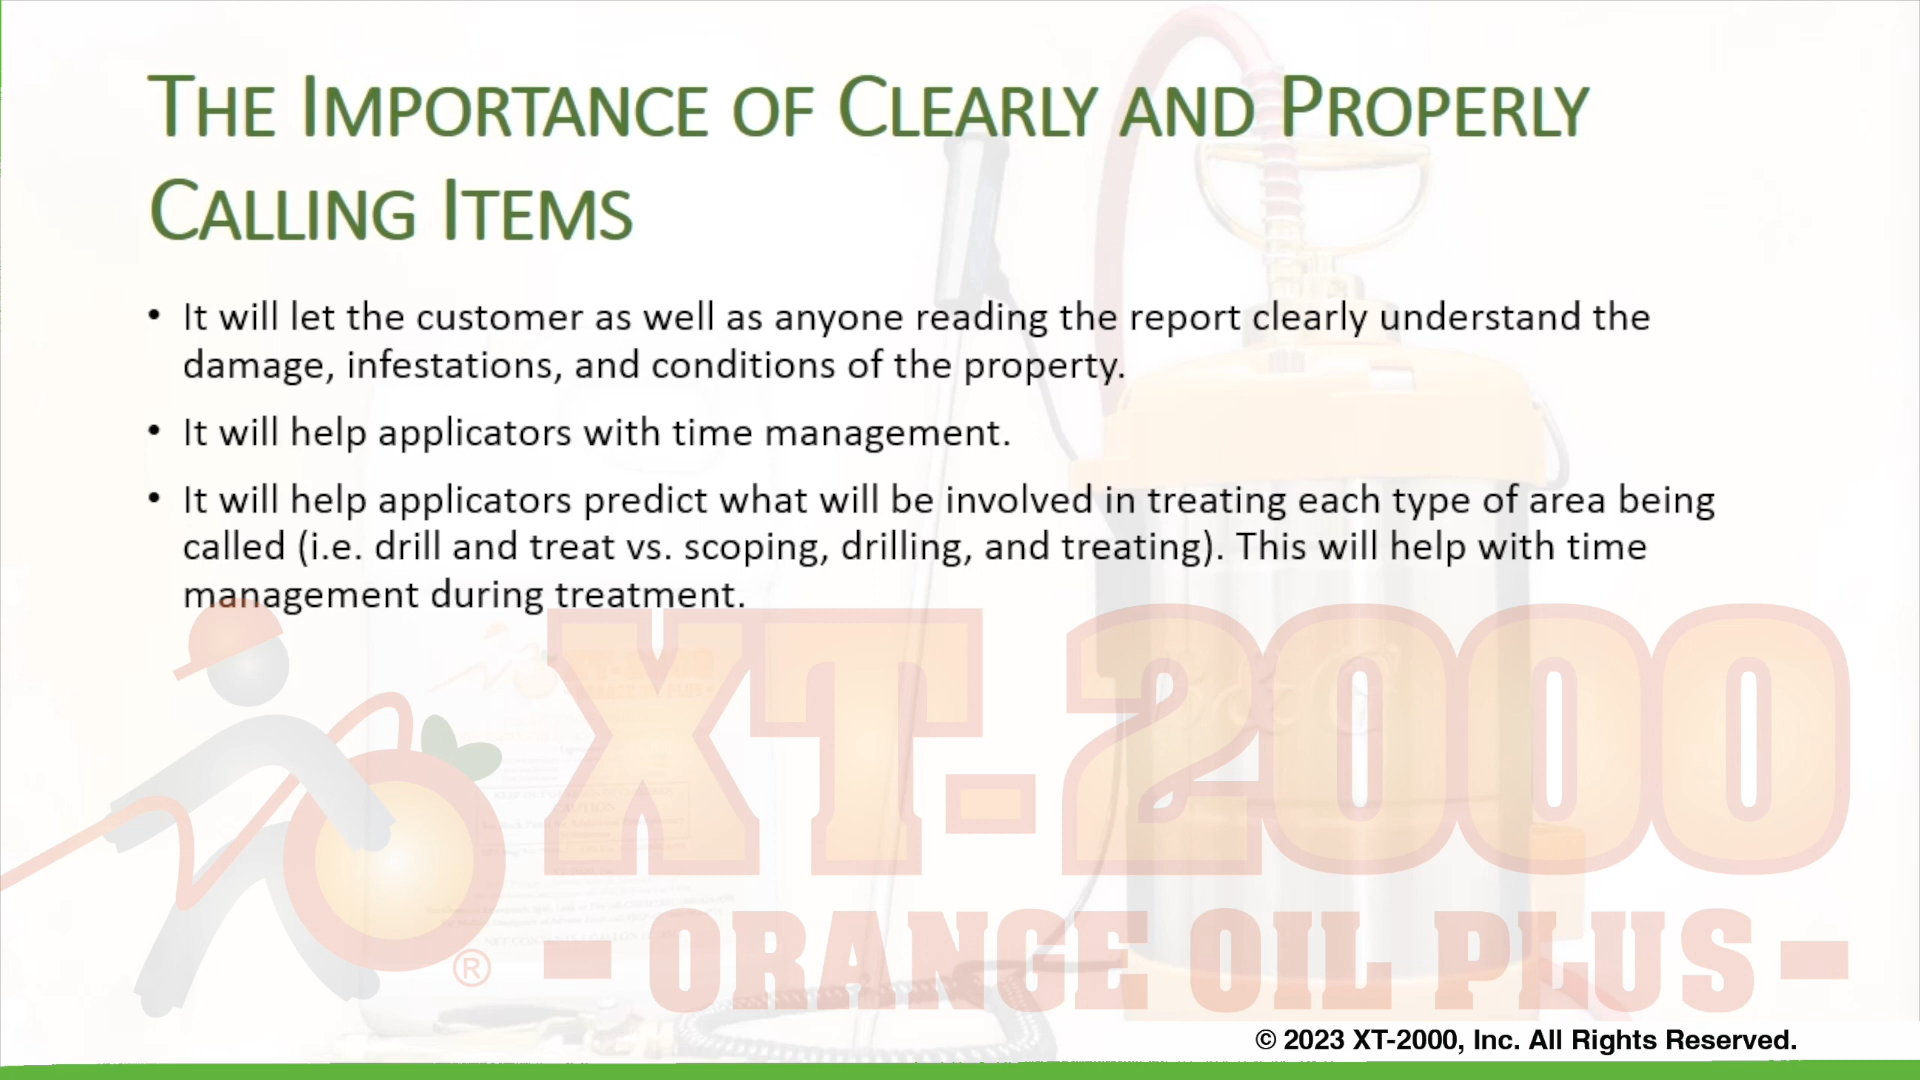 THE IMPORTANCE OF CLEARLY AND PROPERLY
CALLING ITEMS
• It will let the customer as well as anyone reading the report clearly understand the
damage, infestations, and conditions of the property.
• It will help applicators with time management.
• It will help applicators predict what will be involved in treating each type of area being
called (i.e. drill and treat vs. scoping, drilling, and treating). This will help with time
management during treatment.
XT-2000
®
- ORANGE OIL PLUS -
© 2023 XT-2000, Inc. All Rights Reserved.